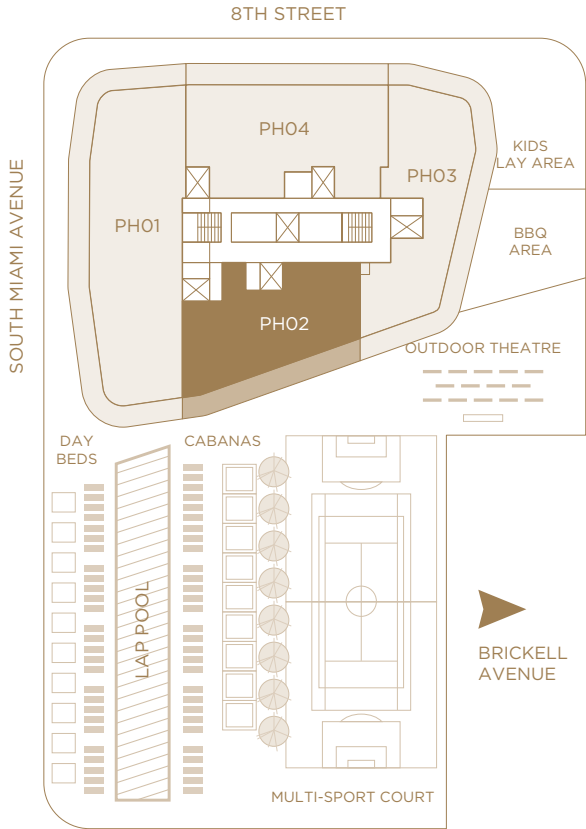 8TH STREET
PH04
KIDS
LAY AREA
PH03
SOUTH MIAMI AVENUE
PH01
BBQ
AREA
PH02
OUTDOOR THEATRE
DAY
BEDS
CABANAS
LAP POOL
BRICKELL
AVENUE
MULTI-SPORT COURT